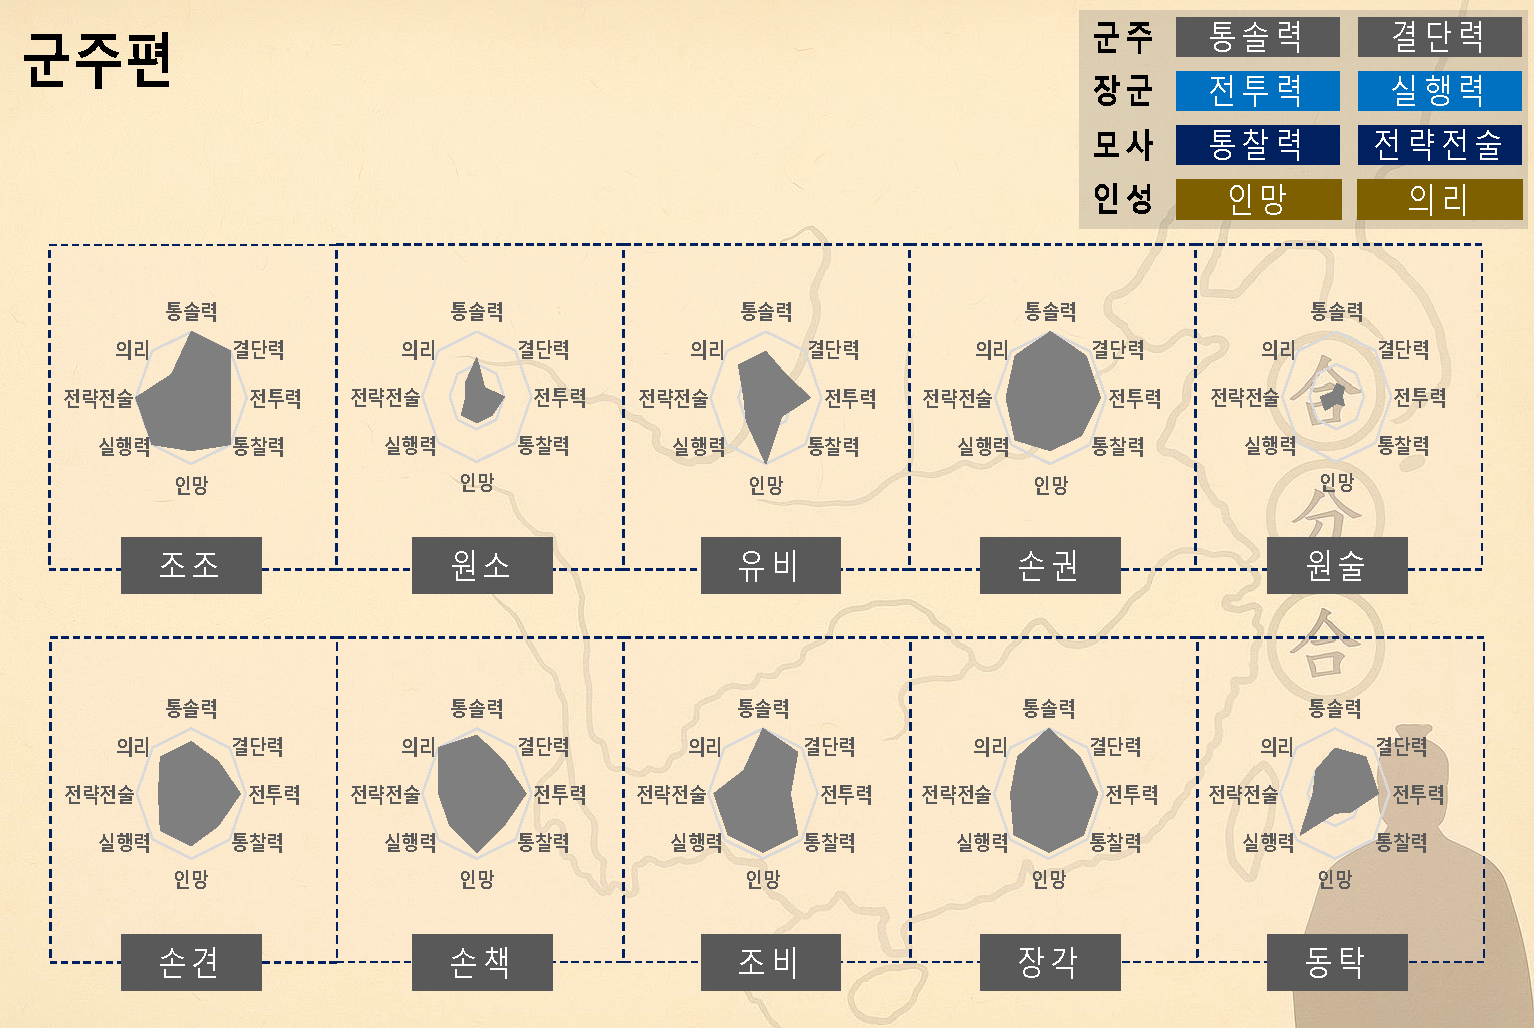 군주편
군주 통솔력 결단력
장군 전투력 실행력
모사 통찰력 전략전술
인성 인망 의리
통솔력
의리 결단력
전략전술 전투력
실행력 통찰력
인망
조조
통솔력
의리 결단력
전략전술 전투력
실행력 통찰력
인망
원소
통솔력
의리 결단력
전략전술 전투력
실행력 통찰력
인망
유비
통솔력
의리 결단력
전략전술 전투력
실행력 통찰력
인망
손권
통솔력
의리 결단력
전략전술 전투력
실행력 통찰력
인망
원술
合
分
合
통솔력
의리 결단력
전략전술 전투력
실행력 통찰력
인망
손견
통솔력
의리 결단력
전략전술 전투력
실행력 통찰력
인망
손책
통솔력
의리 결단력
전략전술 전투력
실행력 통찰력
인망
조비
통솔력
의리 결단력
전략전술 전투력
실행력 통찰력
인망
장각
통솔력
의리 결단력
전략전술 전투력
실행력 통찰력
인망
동탁